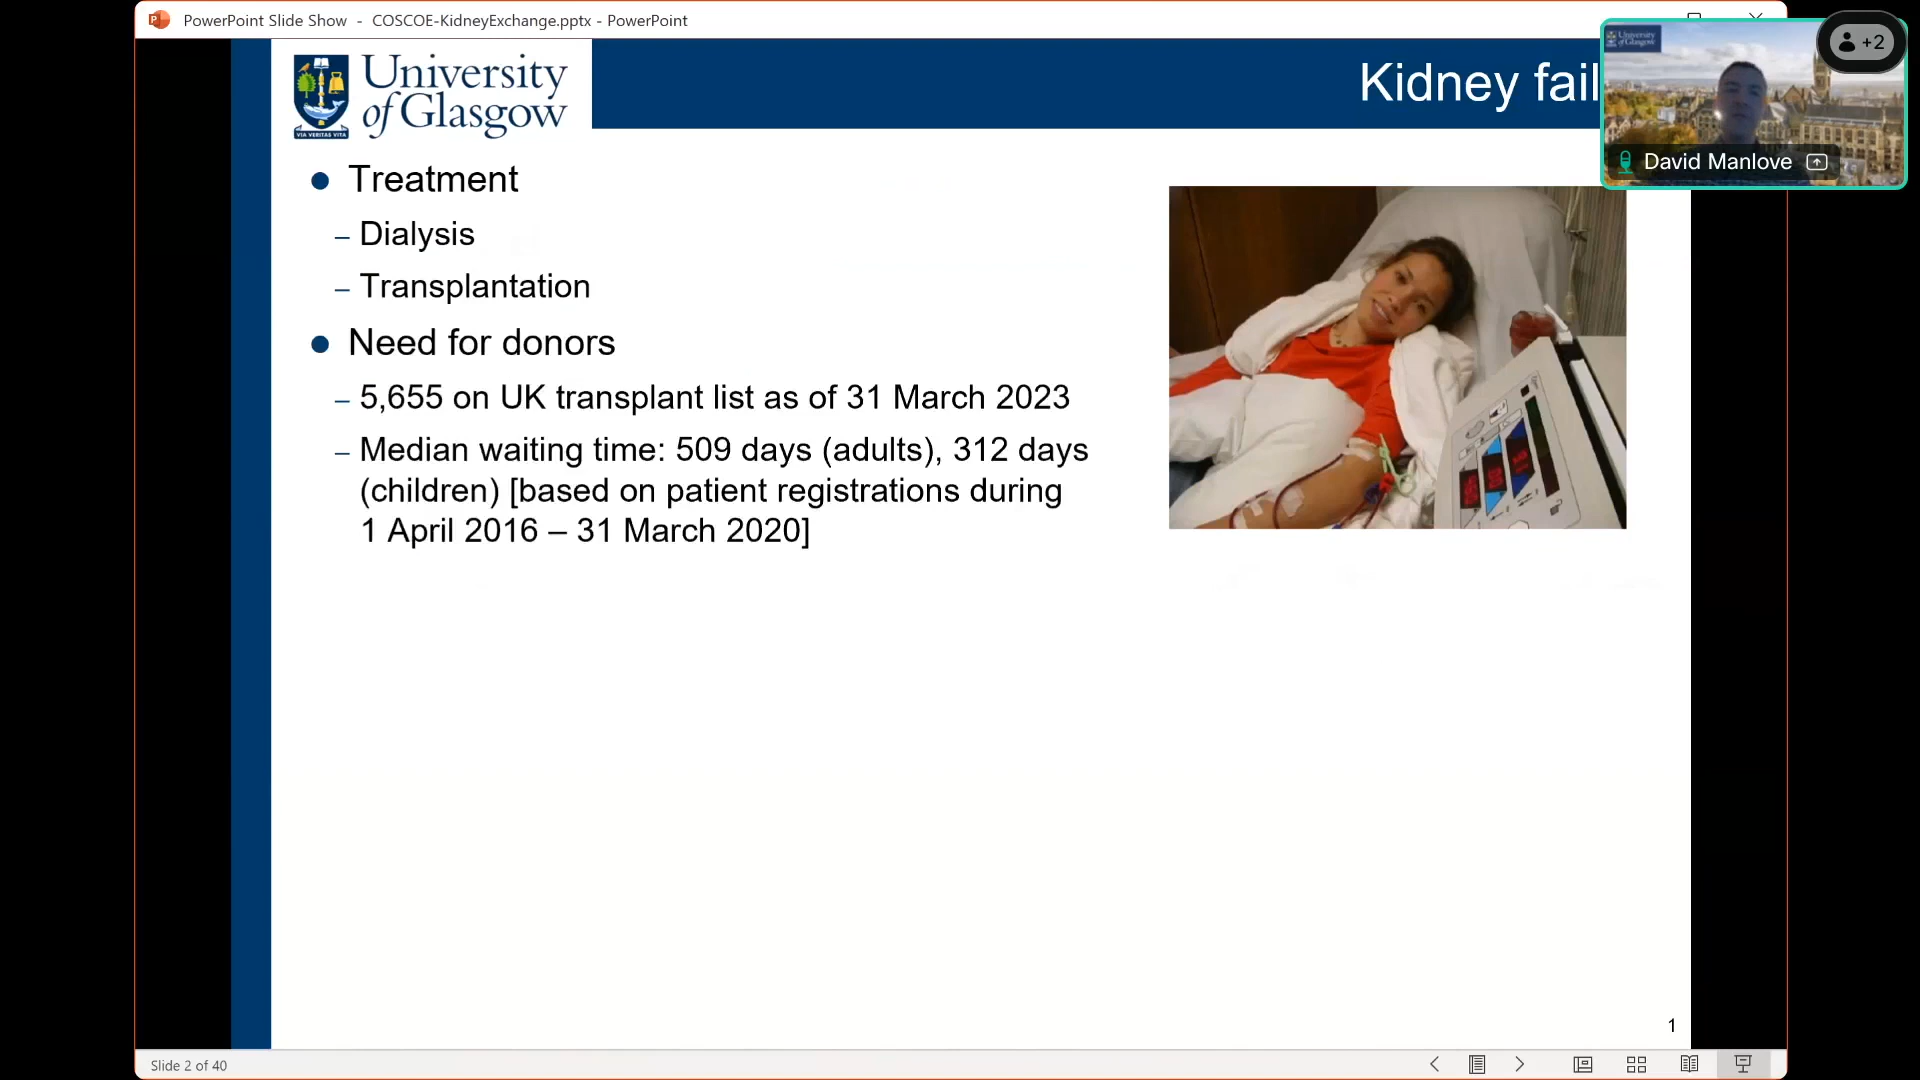 PowerPoint Slide Show - COSCOE-KidneyExchange.pptx - PowerPoint
+2
University
of Glasgow
VIA VERITAS VITA
Kidney fail
University
of Glasgow
David Manlove
Treatment
– Dialysis
– Transplantation
Need for donors
– 5,655 on UK transplant list as of 31 March 2023
– Median waiting time: 509 days (adults), 312 days
(children) [based on patient registrations during
1 April 2016 – 31 March 2020]
1
Slide 2 of 40